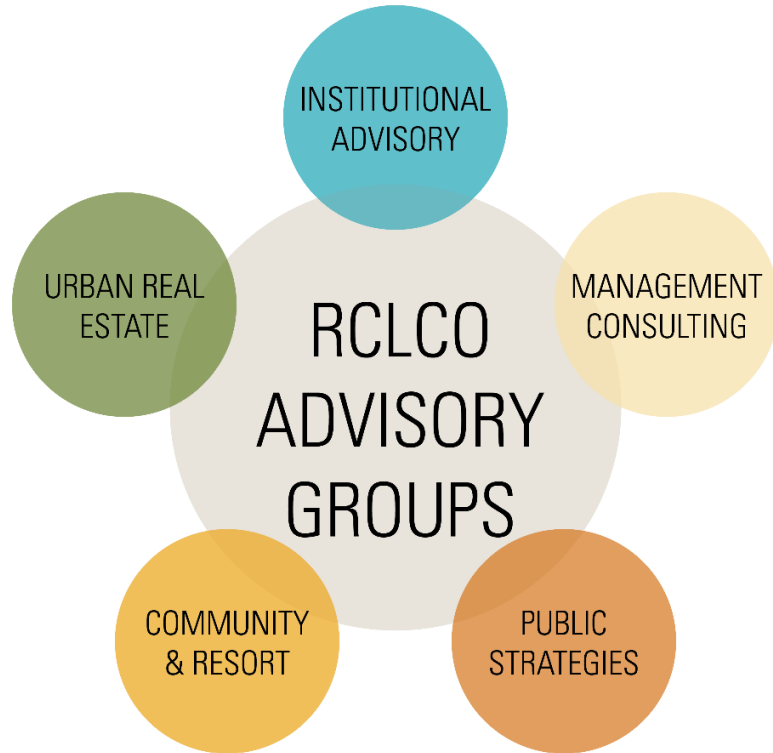 INSTITUTIONAL
ADVISORY
URBAN REAL
ESTATE
MANAGEMENT
CONSULTING
RCLCO
ADVISORY
GROUPS
COMMUNITY
& RESORT
PUBLIC
STRATEGIES